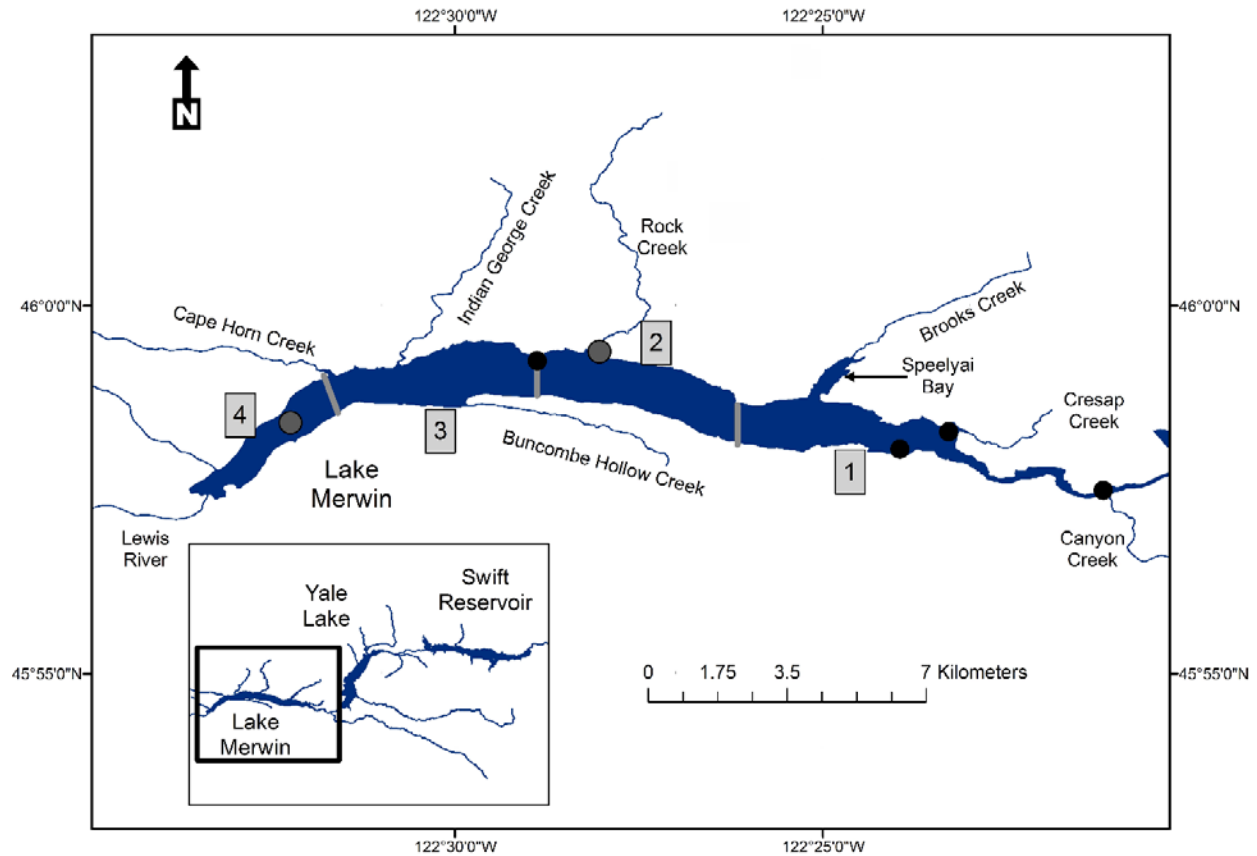 122°30'0"W
122°25'0"W
N
Indian George Creek
Rock
Creek
46°0'0"N
46°0'0"N
Cape Horn Creek
Brooks Creek
2
Speelyai
Bay
Cresap
Creek
4
3
Buncombe Hollow Creek
1
Lake
Merwin
Lewis
River
Canyon
Creek
Yale
Lake
Swift
Reservoir
Lake
Merwin
45°55'0"N
45°55'0"N
0 1.75 3.5 7 Kilometers
122°30'0"W
122°25'0"W